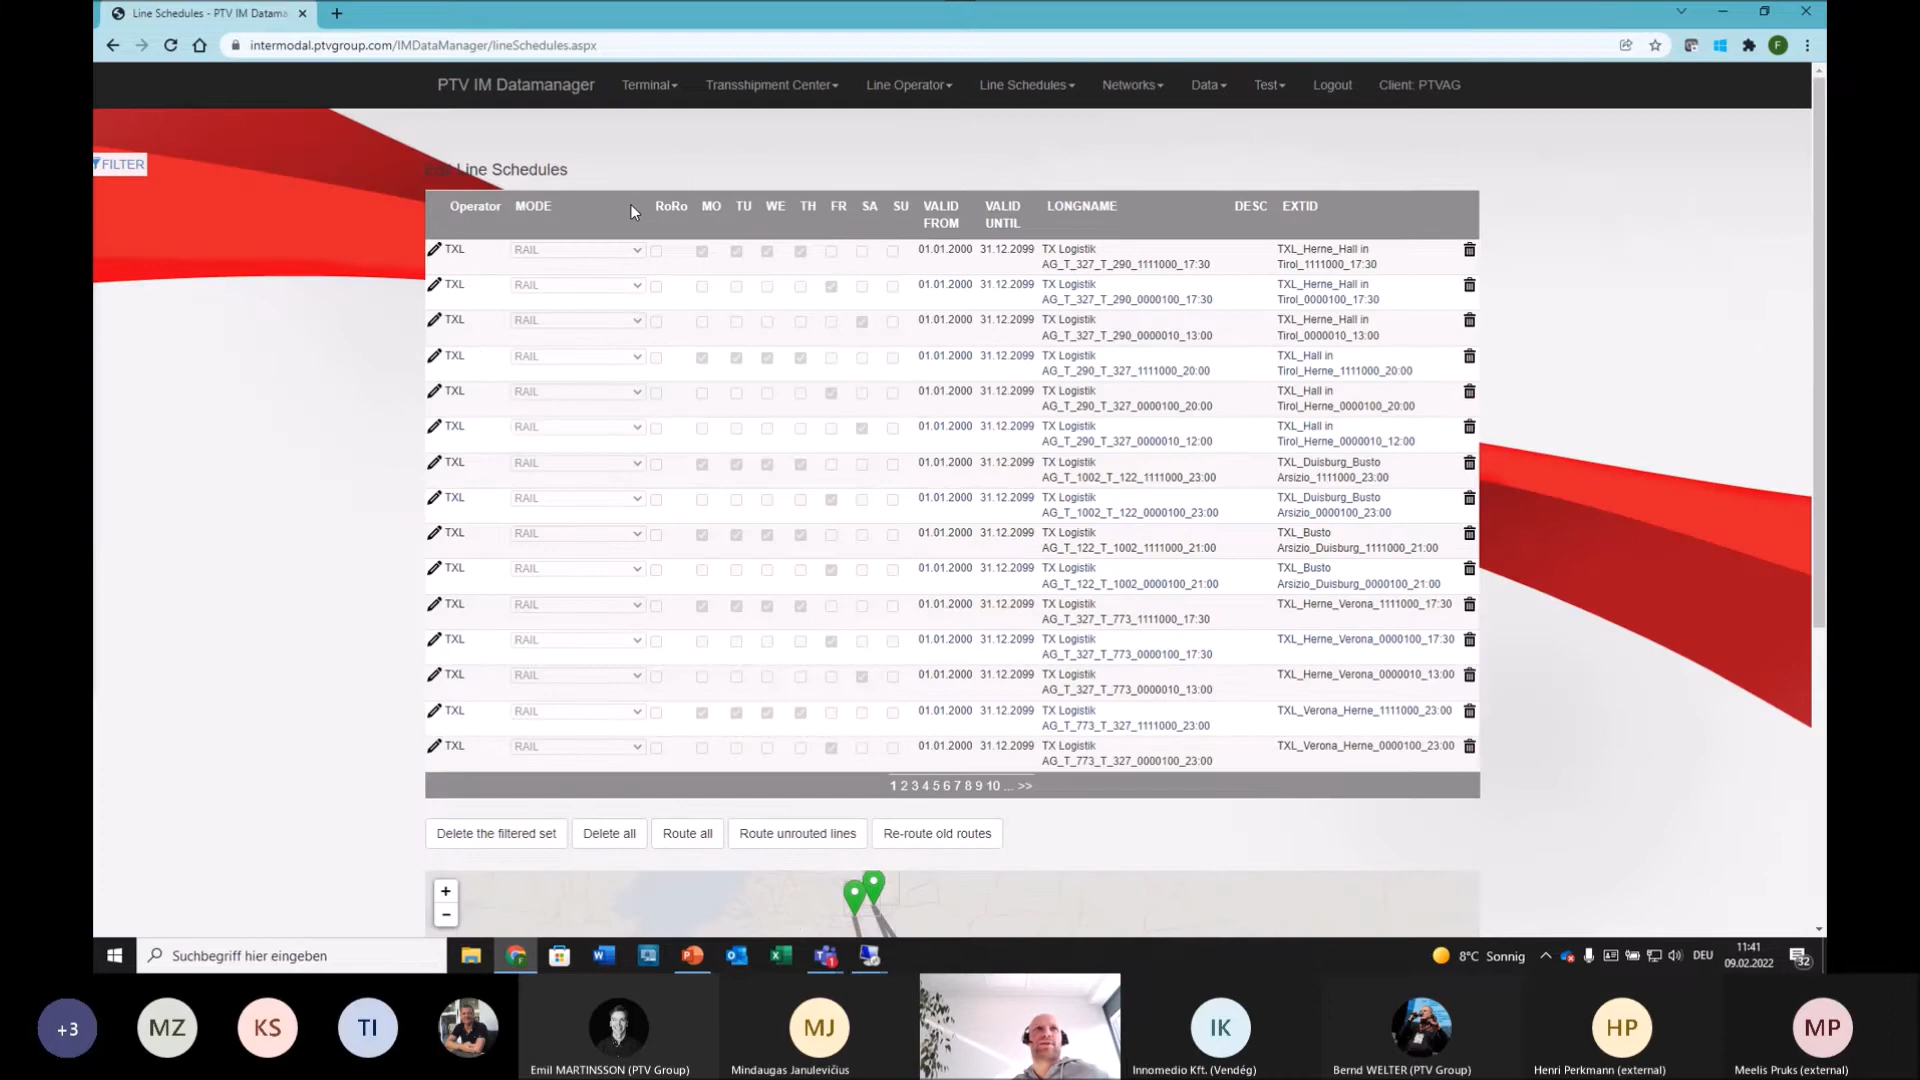 Line Schedules - PTV IM Datama
intermodal.ptvgroup.com/IMDataManager/lineSchedules.aspx
F
PTV IM Datamanager Terminal Transshipment Center Line Operator Line Schedules Networks Data Test Logout Client: PTVAG
FILTER
Edit Line Schedules
Operator MODE RoRo MO TU WE TH FR SA SU VALID FROM VALID UNTIL LONGNAME DESC EXTID
TXL RAIL 01.01.2000 31.12.2099 TX Logistik TXL_Herne_Hall in
AG_T_327_T_290_1111000_17:30 Tirol_1111000_17:30
TXL RAIL 01.01.2000 31.12.2099 TX Logistik TXL_Herne_Hall in
AG_T_327_T_290_0000100_17:30 Tirol_0000100_17:30
TXL RAIL 01.01.2000 31.12.2099 TX Logistik TXL_Herne_Hall in
AG_T_327_T_290_0000010_13:00 Tirol_0000010_13:00
TXL RAIL 01.01.2000 31.12.2099 TX Logistik TXL_Hall in
AG_T_290_T_327_1111000_20:00 Tirol_Herne_1111000_20:00
TXL RAIL 01.01.2000 31.12.2099 TX Logistik TXL_Hall in
AG_T_290_T_327_0000100_20:00 Tirol_Herne_0000100_20:00
TXL RAIL 01.01.2000 31.12.2099 TX Logistik TXL_Hall in
AG_T_290_T_327_0000010_12:00 Tirol_Herne_0000010_12:00
TXL RAIL 01.01.2000 31.12.2099 TX Logistik TXL_Duisburg_Busto
AG_T_1002_T_122_1111000_23:00 Arsizio_1111000_23:00
TXL RAIL 01.01.2000 31.12.2099 TX Logistik TXL_Duisburg_Busto
AG_T_1002_T_122_0000100_23:00 Arsizio_0000100_23:00
TXL RAIL 01.01.2000 31.12.2099 TX Logistik TXL_Busto
AG_T_122_T_1002_1111000_21:00 Arsizio_Duisburg_1111000_21:00
TXL RAIL 01.01.2000 31.12.2099 TX Logistik TXL_Busto
AG_T_122_T_1002_0000100_21:00 Arsizio_Duisburg_0000100_21:00
TXL RAIL 01.01.2000 31.12.2099 TX Logistik TXL_Herne_Verona_1111000_17:30
AG_T_327_T_773_1111000_17:30
TXL RAIL 01.01.2000 31.12.2099 TX Logistik TXL_Herne_Verona_0000100_17:30
AG_T_327_T_773_0000100_17:30
TXL RAIL 01.01.2000 31.12.2099 TX Logistik TXL_Herne_Verona_0000010_13:00
AG_T_327_T_773_0000010_13:00
TXL RAIL 01.01.2000 31.12.2099 TX Logistik TXL_Verona_Herne_1111000_23:00
AG_T_773_T_327_1111000_23:00
TXL RAIL 01.01.2000 31.12.2099 TX Logistik TXL_Verona_Herne_0000100_23:00
AG_T_773_T_327_0000100_23:00
1 2 3 4 5 6 7 8 9 10 ... >>
Delete the filtered set Delete all Route all Route unrouted lines Re-route old routes
+
−
Suchbegriff hier eingeben
8°C Sonnig DEU 11:41
09.02.2022 32
+3 MZ KS TI MJ IK HP MP
Emil MARTINSSON (PTV Group) Mindaugas Janulevičius Innomedio Kft. (Vendég) Bernd WELTER (PTV Group) Henri Perkmann (external) Meelis Pruks (external)